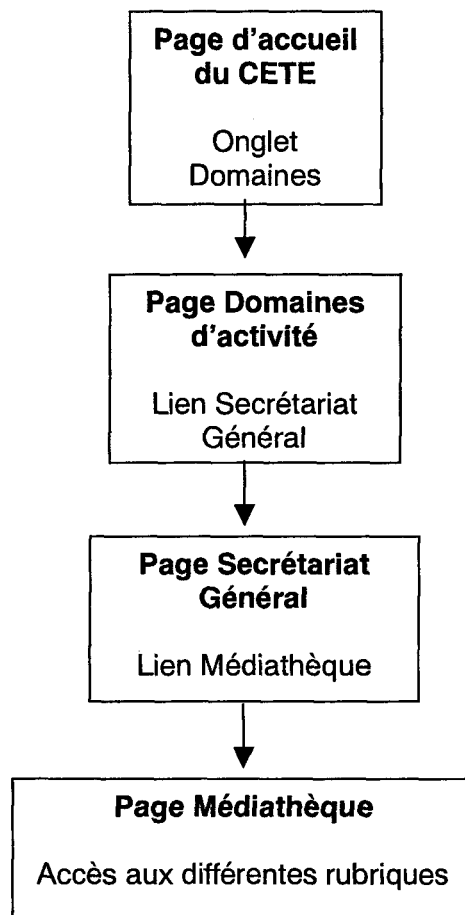 Page d'accueil
du CETE
Onglet
Domaines
Page Domaines
d'activité
Lien Secrétariat
Général
Page Secrétariat
Général
Lien Médiathèque
Page Médiathèque
Accès aux différentes rubriques